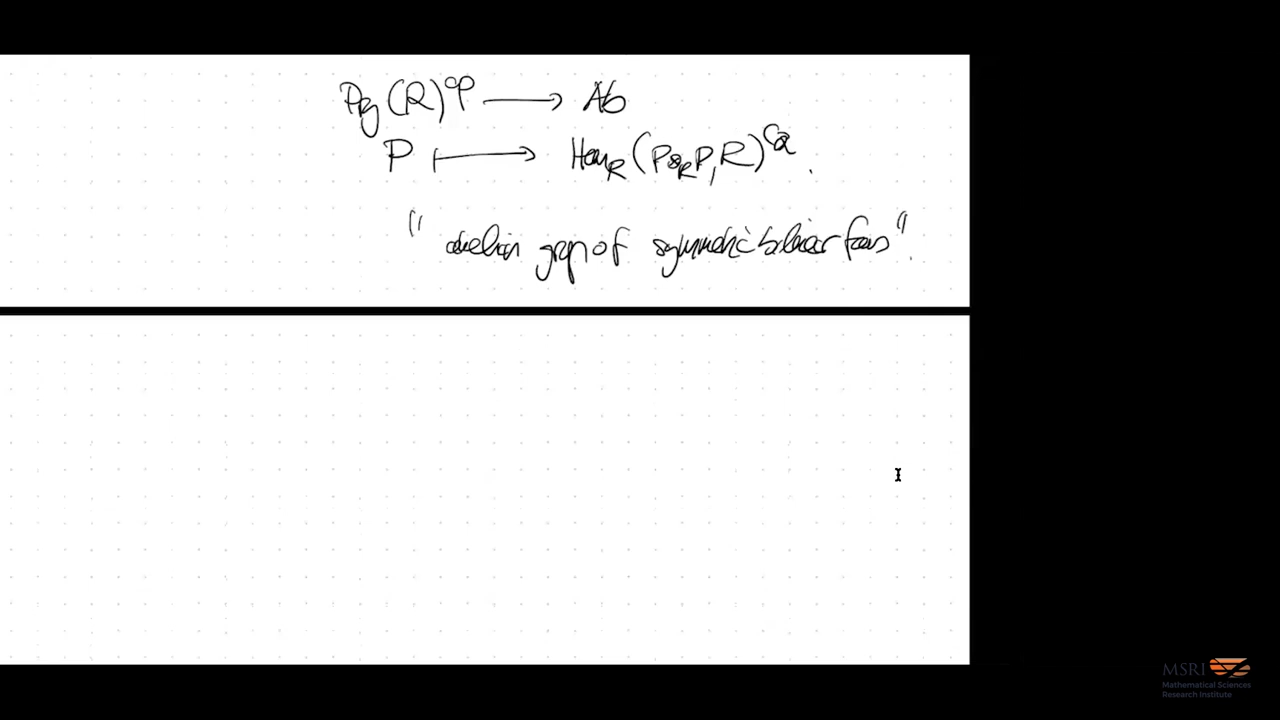 Proj(R)^op ⟶ Ab
P ⟼ Hom_R(P⊗_R P, R)^{C_2}.
"abelian group of symmetric bilinear forms".
MSRI
Mathematical Sciences
Research Institute